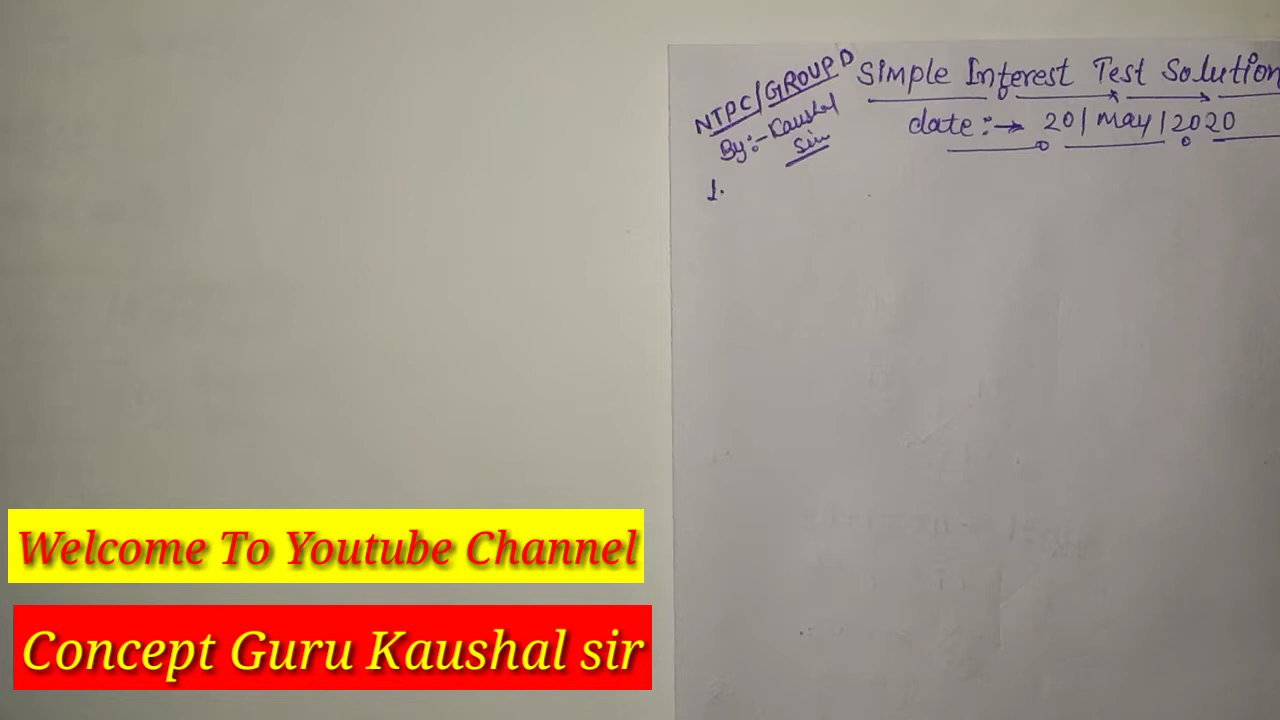 NTPC/GROUP D
By:-Kaushal
Sir
Simple Interest Test Solution
date:→ 20/may/2020
1.
Welcome To Youtube Channel
Concept Guru Kaushal sir